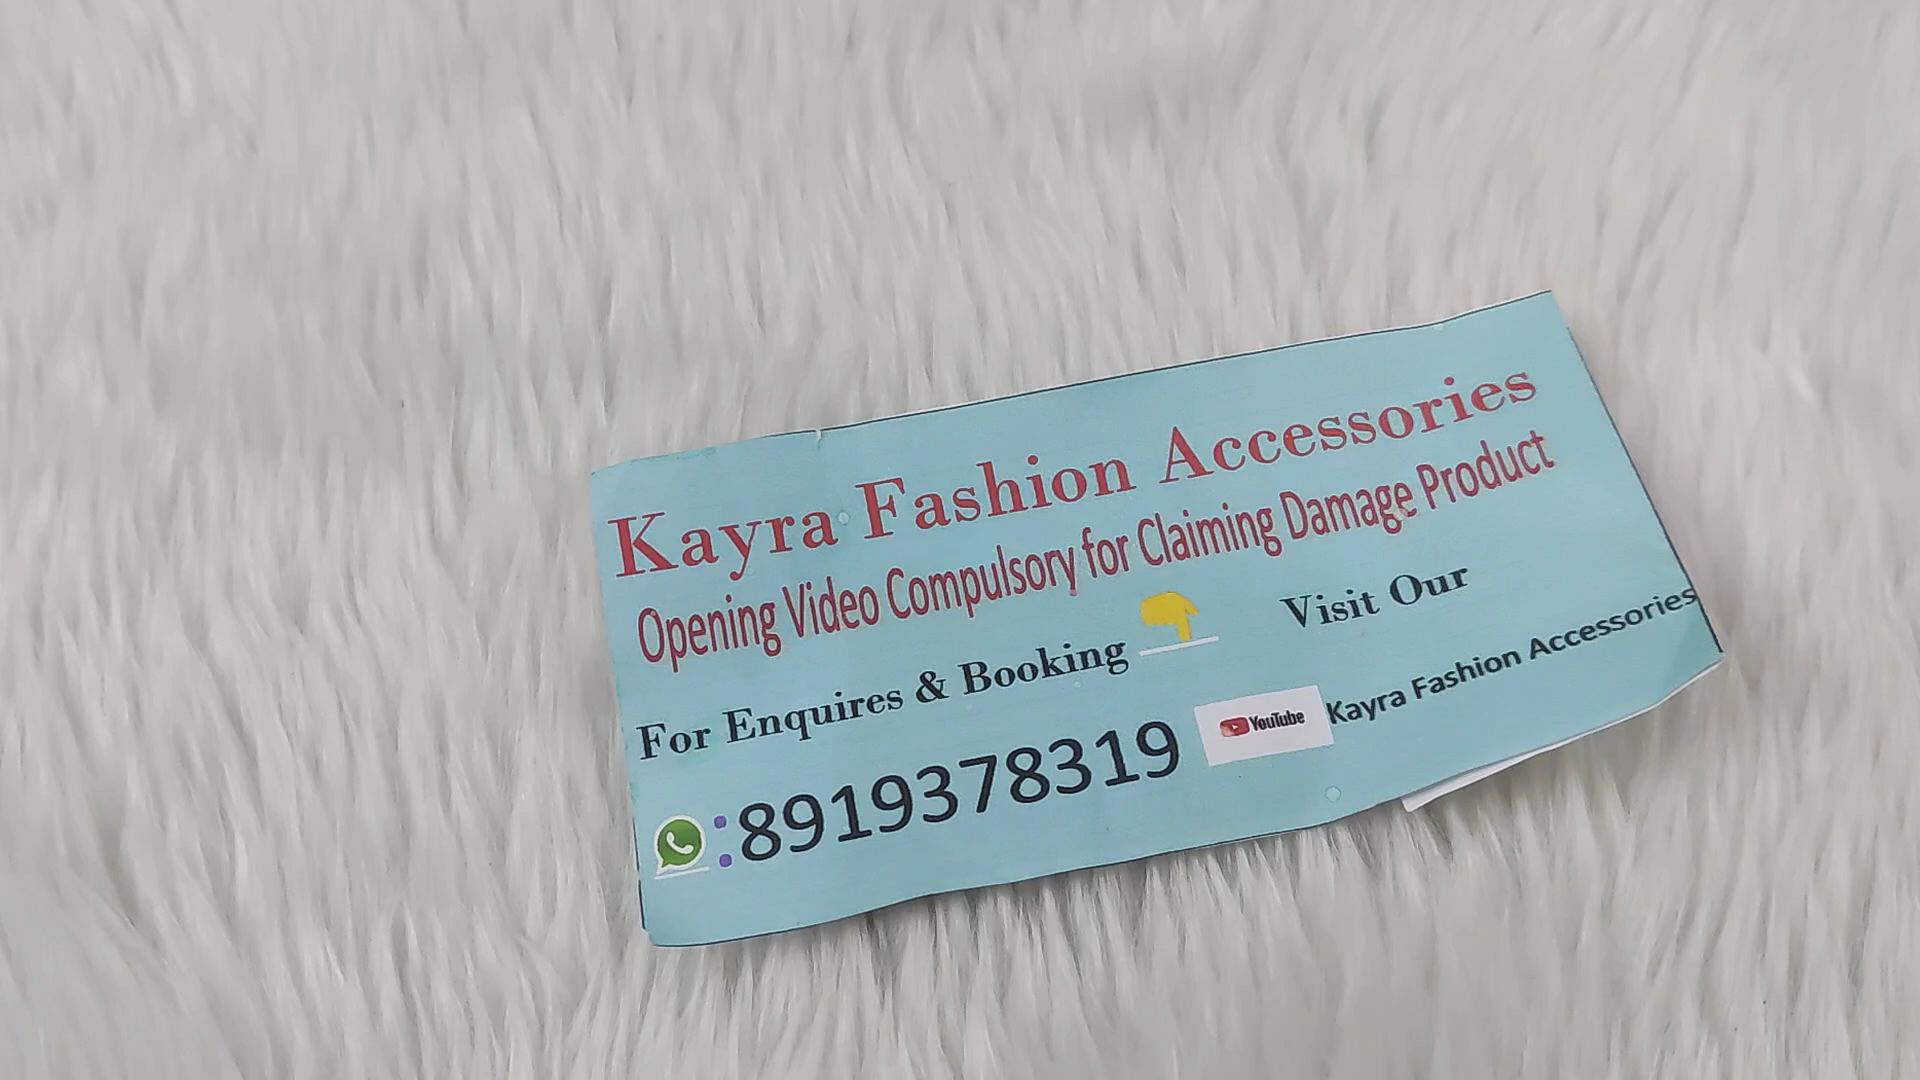 Kayra Fashion Accessories
Opening Video Compulsory for Claiming Damage Product
For Enquires & Booking
:8919378319
Visit Our
YouTube Kayra Fashion Accessories